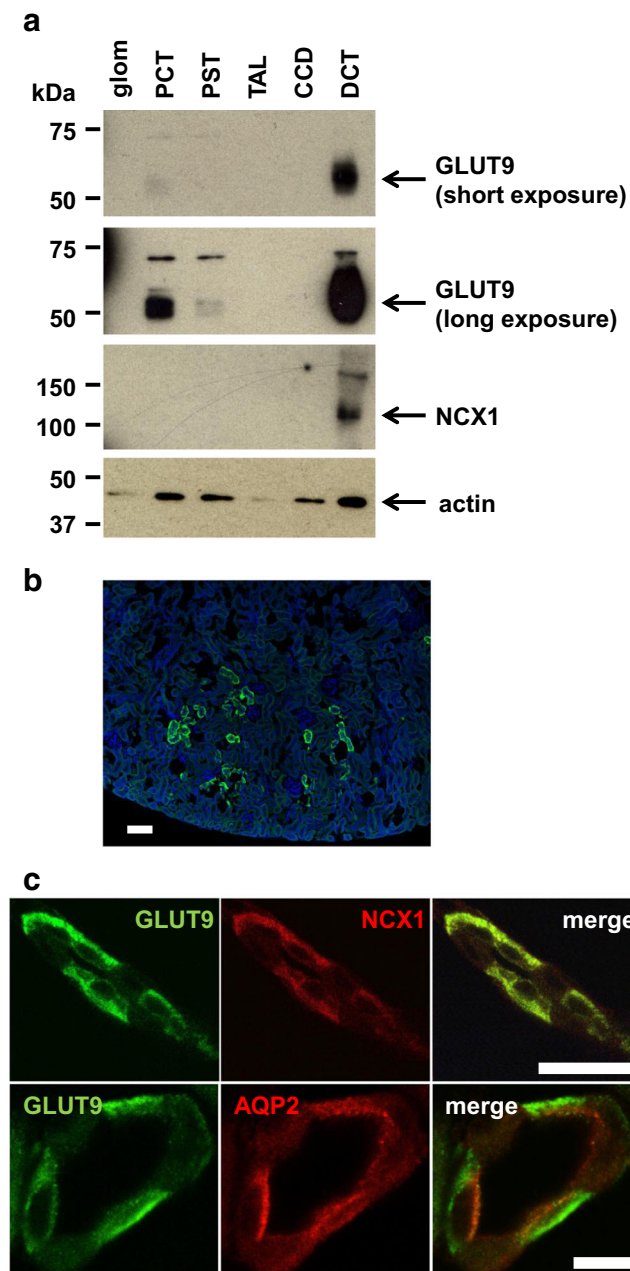 a
glom PCT PST TAL CCD DCT
kDa
75
50
GLUT9
(short exposure)
75
50
GLUT9
(long exposure)
150
100
NCX1
50
37
actin
b
c
GLUT9 NCX1 merge
GLUT9 AQP2 merge